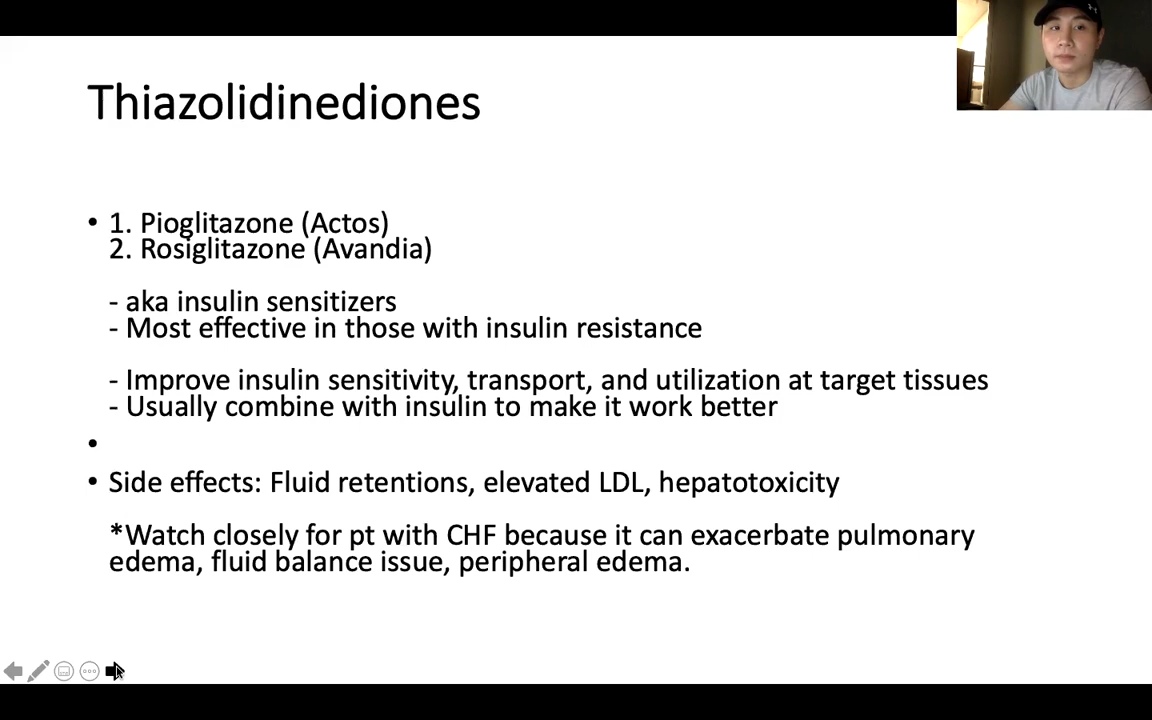 Thiazolidinediones
• 1. Pioglitazone (Actos)
2. Rosiglitazone (Avandia)
- aka insulin sensitizers
- Most effective in those with insulin resistance
- Improve insulin sensitivity, transport, and utilization at target tissues
- Usually combine with insulin to make it work better
•
• Side effects: Fluid retentions, elevated LDL, hepatotoxicity
*Watch closely for pt with CHF because it can exacerbate pulmonary
edema, fluid balance issue, peripheral edema.